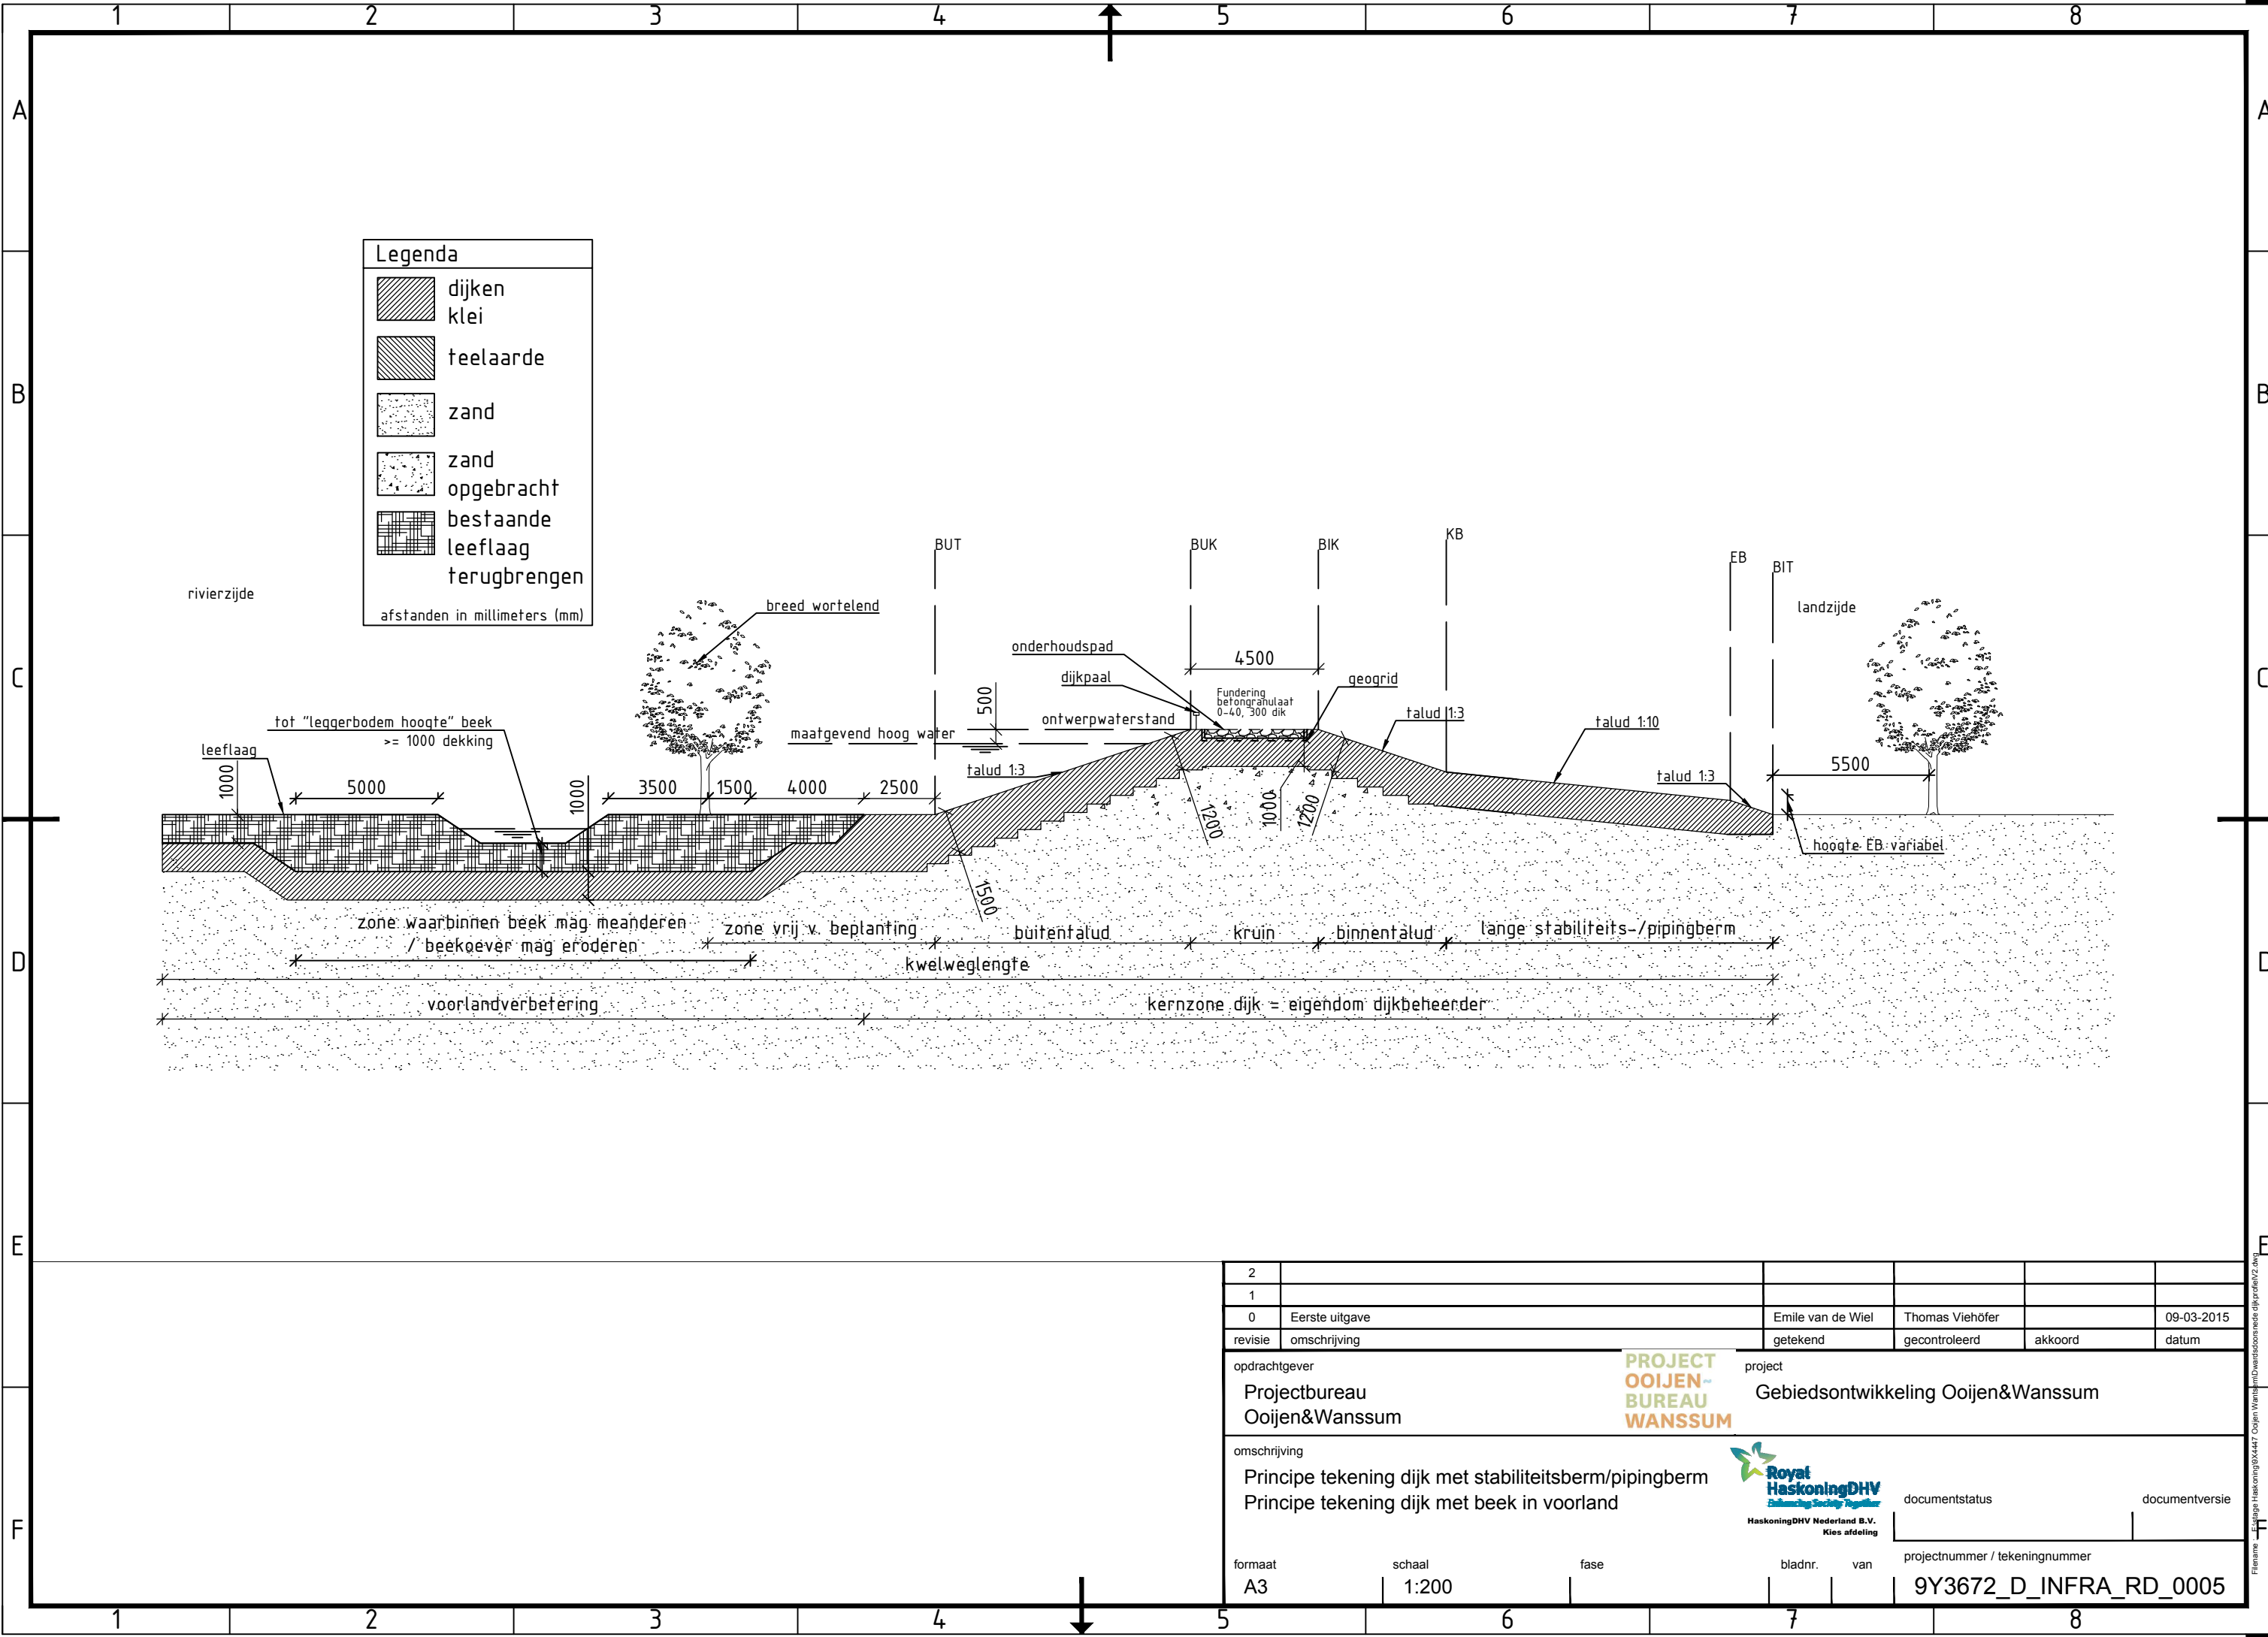 1 2 3 4 5 6 7 8
A A
B B
C C
D D
E E
F F
Legenda
dijken
klei
teelaarde
zand
zand
opgebracht
bestaande
leeflaag
terugbrengen
afstanden in millimeters (mm)
rivierzijde
landzijde
BUT
BUK
BIK
KB
EB
BIT
breed wortelend
onderhoudspad
dijkpaal
4500
Fundering
betongranulaat
0-40, 300 dik
geogrid
500
ontwerpwaterstand
maatgevend hoog water
tot "leggerbodem hoogte" beek
>= 1000 dekking
leeflaag
talud 1:3
talud 1:3
talud 1:10
talud 1:3
1000
5000
1000
3500
1500
4000
2500
5500
1200
1000
1200
1500
hoogte EB variabel
zone waarbinnen beek mag meanderen
/ beekoever mag eroderen
zone vrij v. beplanting
buitentalud
kruin
binnentalud
lange stabiliteits-/pipingberm
kwelweglengte
voorlandverbetering
kernzone dijk = eigendom dijkbeheerder
2
1
0 Eerste uitgave Emile van de Wiel Thomas Viehöfer 09-03-2015
revisie omschrijving getekend gecontroleerd akkoord datum
opdrachtgever
Projectbureau
Ooijen&Wanssum
PROJECT
OOIJEN-
BUREAU
WANSSUM
project
Gebiedsontwikkeling Ooijen&Wanssum
omschrijving
Principe tekening dijk met stabiliteitsberm/pipingberm
Principe tekening dijk met beek in voorland
Royal
HaskoningDHV
Enhancing Society Together
HaskoningDHV Nederland B.V.
Kies afdeling
documentstatus documentversie
formaat schaal fase bladnr. van projectnummer / tekeningnummer
A3 1:200 9Y3672_D_INFRA_RD_0005
1 2 3 4 5 6 7 8